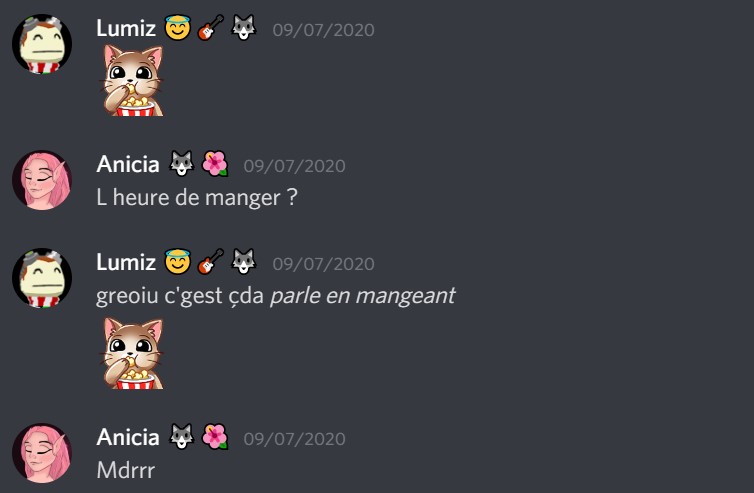 Lumiz 😇 🎸 🐺 09/07/2020
Anicia 🐺 🌺 09/07/2020
L heure de manger ?
Lumiz 😇 🎸 🐺 09/07/2020
greoiu c'gest çda parle en mangeant
Anicia 🐺 🌺 09/07/2020
Mdrrr